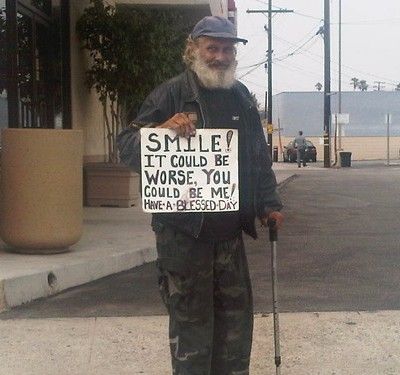 SMILE!
IT COULD BE
WORSE, YOU
COULD BE ME!
HAVE•A•BLESSED•DAY